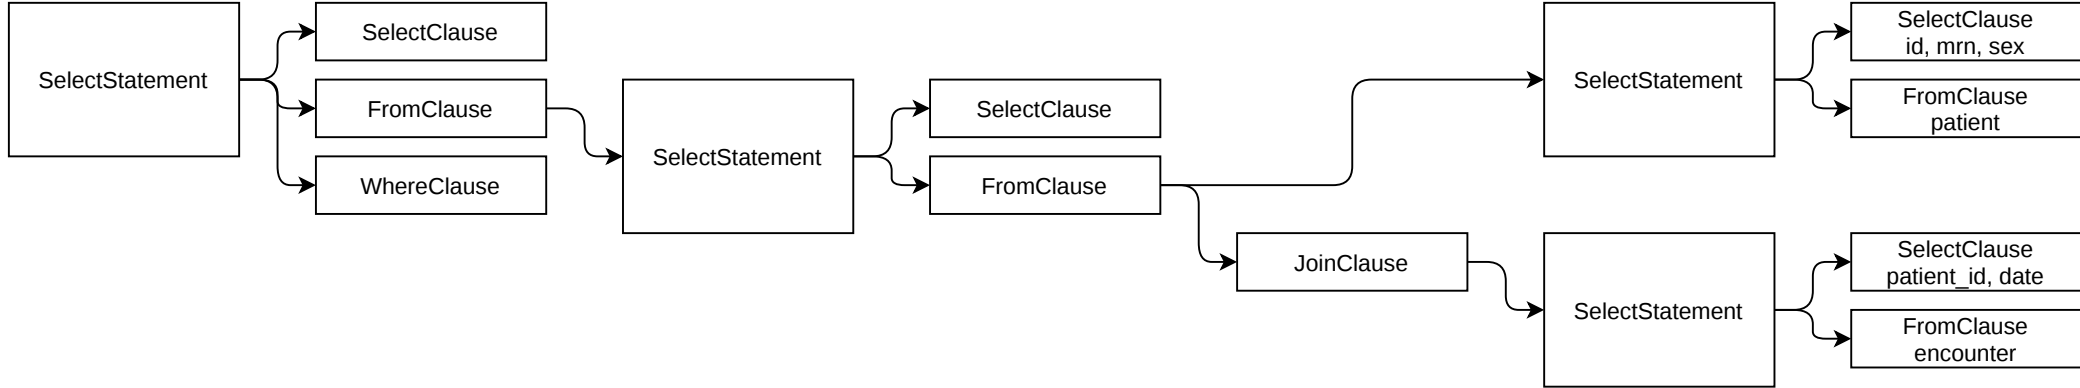 SelectStatement
SelectClause
FromClause
WhereClause
SelectStatement
SelectClause
FromClause
JoinClause
SelectStatement
SelectClause
id, mrn, sex
FromClause
patient
SelectStatement
SelectClause
patient_id, date
FromClause
encounter